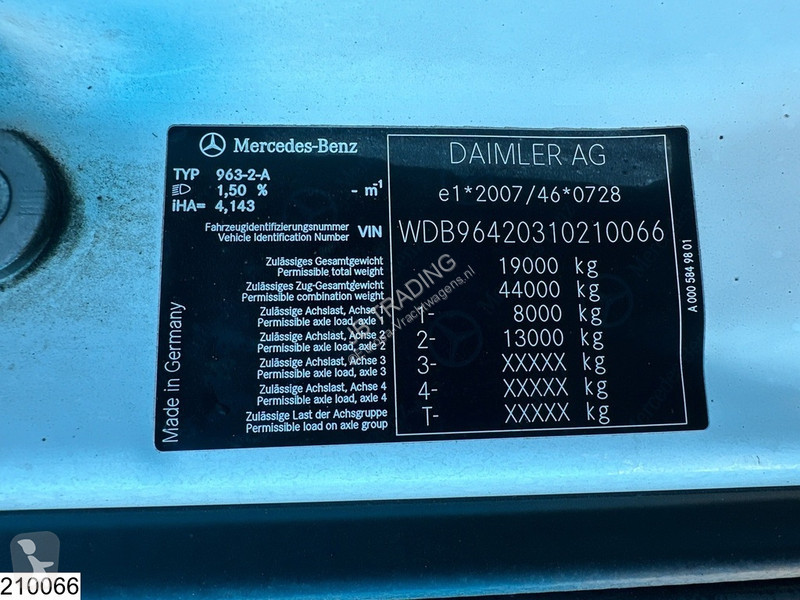 Mercedes-Benz
TYP 963-2-A
1,50 % - m-1
iHA= 4,143
Fahrzeugidentifizierungsnummer
Vehicle Identification Number VIN
Zulässiges Gesamtgewicht
Permissible total weight
Zulässiges Zug-Gesamtgewicht
Permissible combination weight
Zulässige Achslast, Achse 1
Permissible axle load, axle 1
Zulässige Achslast, Achse 2
Permissible axle load, axle 2
Zulässige Achslast, Achse 3
Permissible axle load, axle 3
Zulässige Achslast, Achse 4
Permissible axle load, axle 4
Zulässige Last der Achsgruppe
Permissible load on axle group
Made in Germany
DAIMLER AG
e1*2007/46*0728
WDB96420310210066
19000 kg
44000 kg
1- 8000 kg
2- 13000 kg
3- XXXXX kg
4- XXXXX kg
T- XXXXX kg
A 000 584 98 01
TRADING
Vrachtwagens.nl
210066